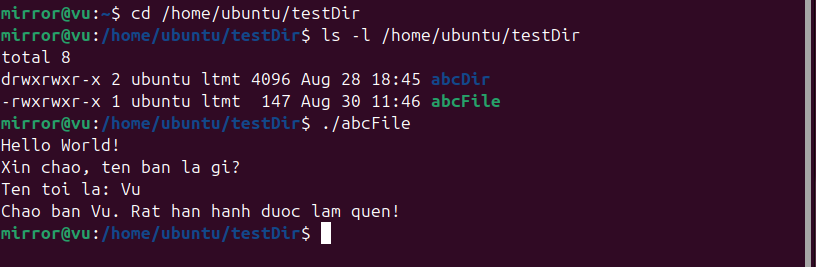 mirror@vu:~$ cd /home/ubuntu/testDir
mirror@vu:/home/ubuntu/testDir$ ls -l /home/ubuntu/testDir
total 8
drwxrwxr-x 2 ubuntu ltmt 4096 Aug 28 18:45 abcDir
-rwxrwxr-x 1 ubuntu ltmt  147 Aug 30 11:46 abcFile
mirror@vu:/home/ubuntu/testDir$ ./abcFile
Hello World!
Xin chao, ten ban la gi?
Ten toi la: Vu
Chao ban Vu. Rat han hanh duoc lam quen!
mirror@vu:/home/ubuntu/testDir$